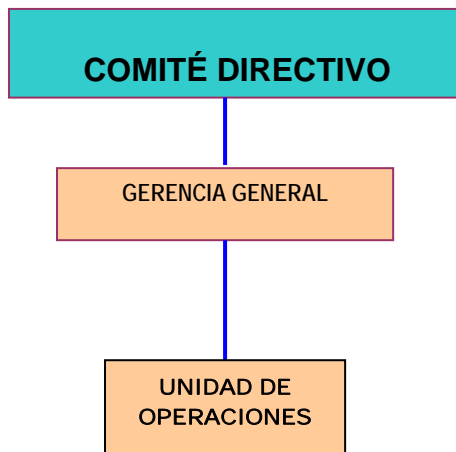 COMITÉ DIRECTIVO
GERENCIA GENERAL
UNIDAD DE
OPERACIONES